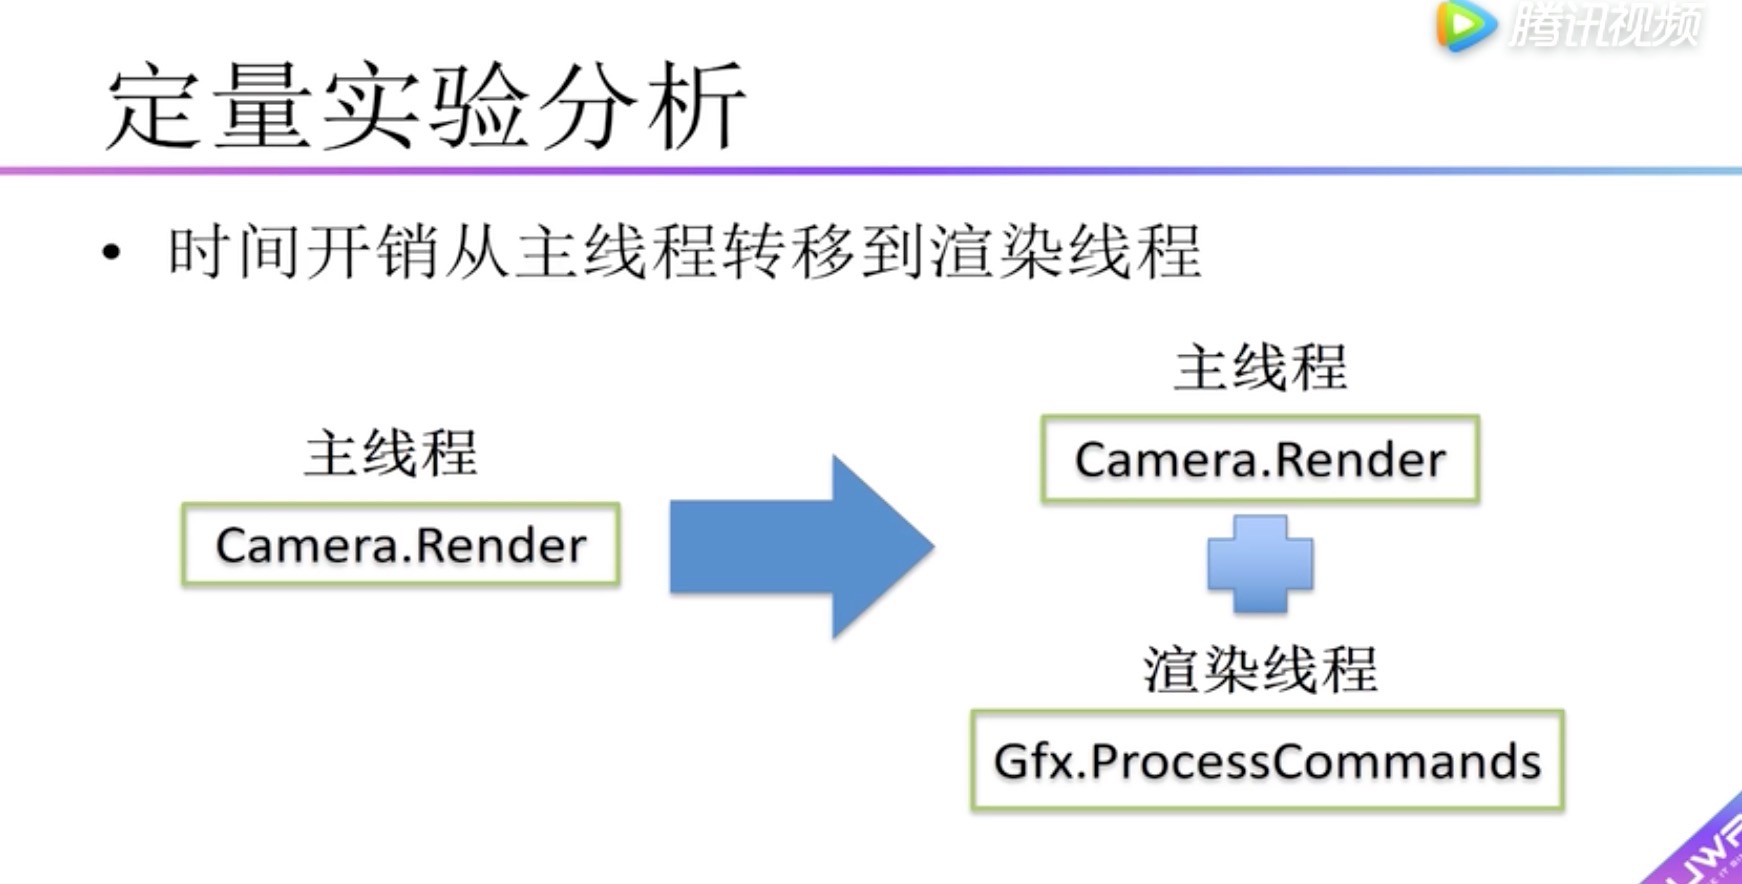 腾讯视频
定量实验分析
• 时间开销从主线程转移到渲染线程
主线程
Camera.Render
主线程
Camera.Render
渲染线程
Gfx.ProcessCommands